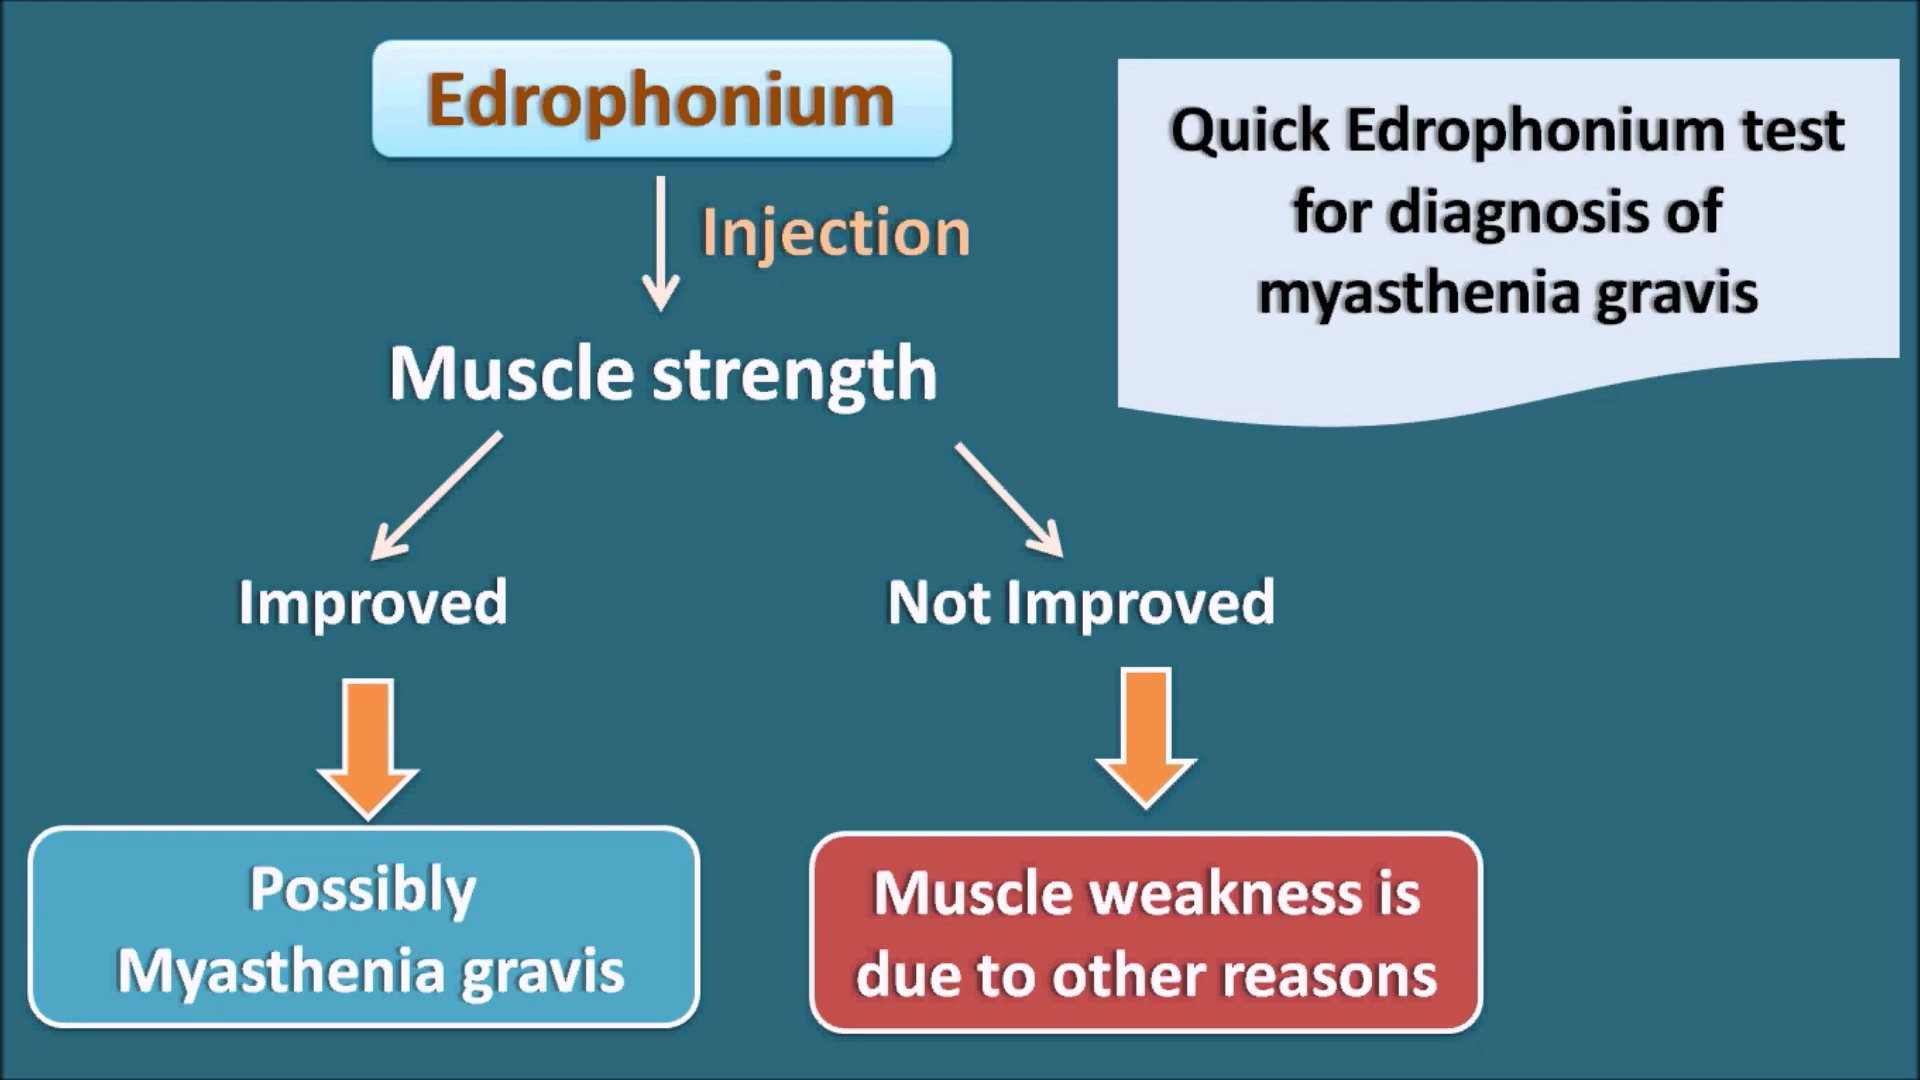 Edrophonium
Quick Edrophonium test
for diagnosis of
myasthenia gravis
Injection
Muscle strength
Improved
Not Improved
Possibly
Myasthenia gravis
Muscle weakness is
due to other reasons